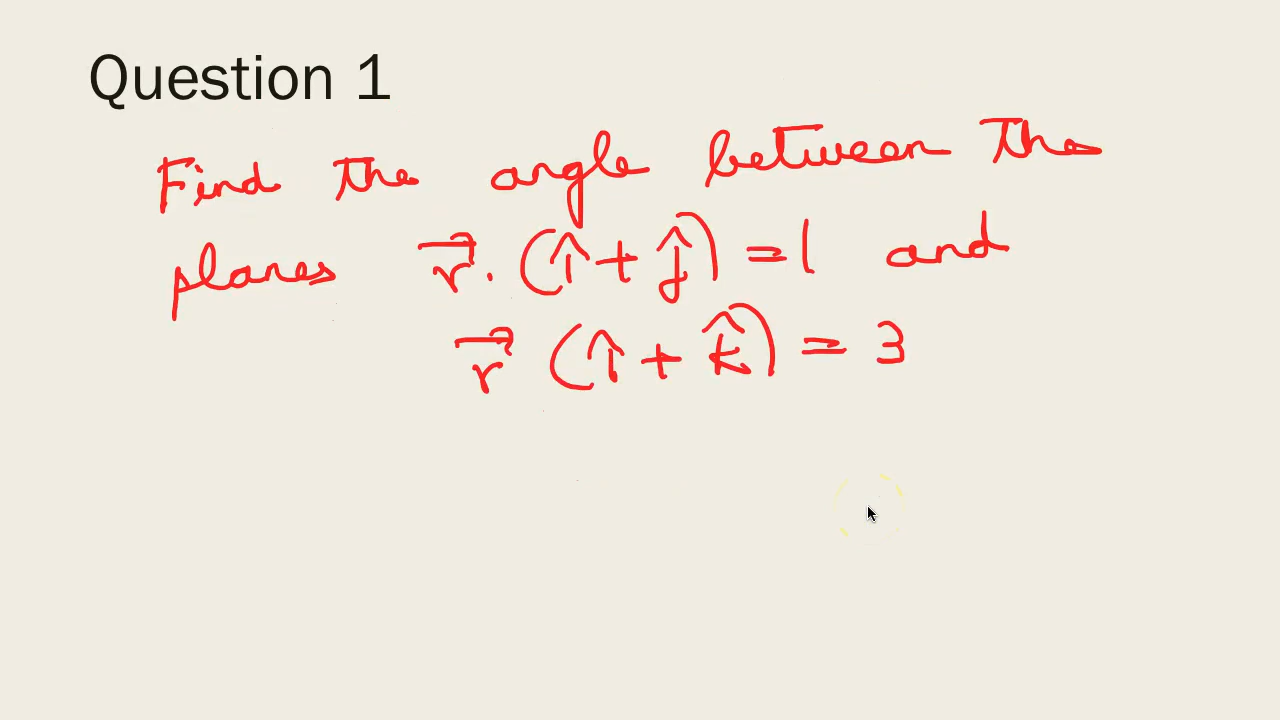 Question 1
Find the angle between the
planes r⃗. (î + ĵ) = 1 and
r⃗ (î + k̂) = 3